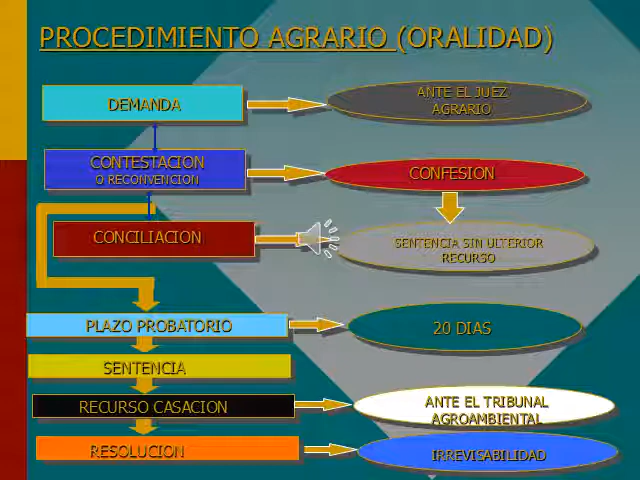 PROCEDIMIENTO AGRARIO (ORALIDAD)
DEMANDA
ANTE EL JUEZ
AGRARIO
CONTESTACION
O RECONVENCION
CONFESION
CONCILIACION
SENTENCIA SIN ULTERIOR
RECURSO
PLAZO PROBATORIO
20 DIAS
SENTENCIA
RECURSO CASACION
ANTE EL TRIBUNAL
AGROAMBIENTAL
RESOLUCION
IRREVISABILIDAD